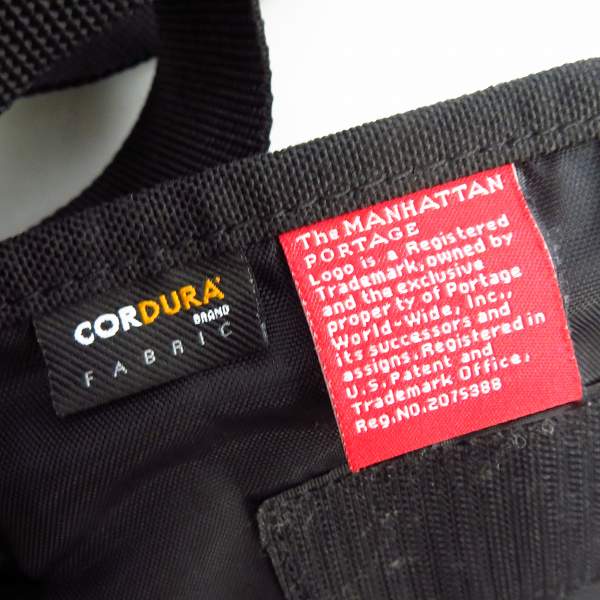 CORDURA
BRAND
FABRIC
The MANHATTAN
PORTAGE
Logo is a Registered
Trademark, owned by
and the exclusive
property of Portage
World-Wide, Inc.,
its successors and
assigns, Registered in
U.S. Patent and
Trademark Office,
Reg.NO.2075388